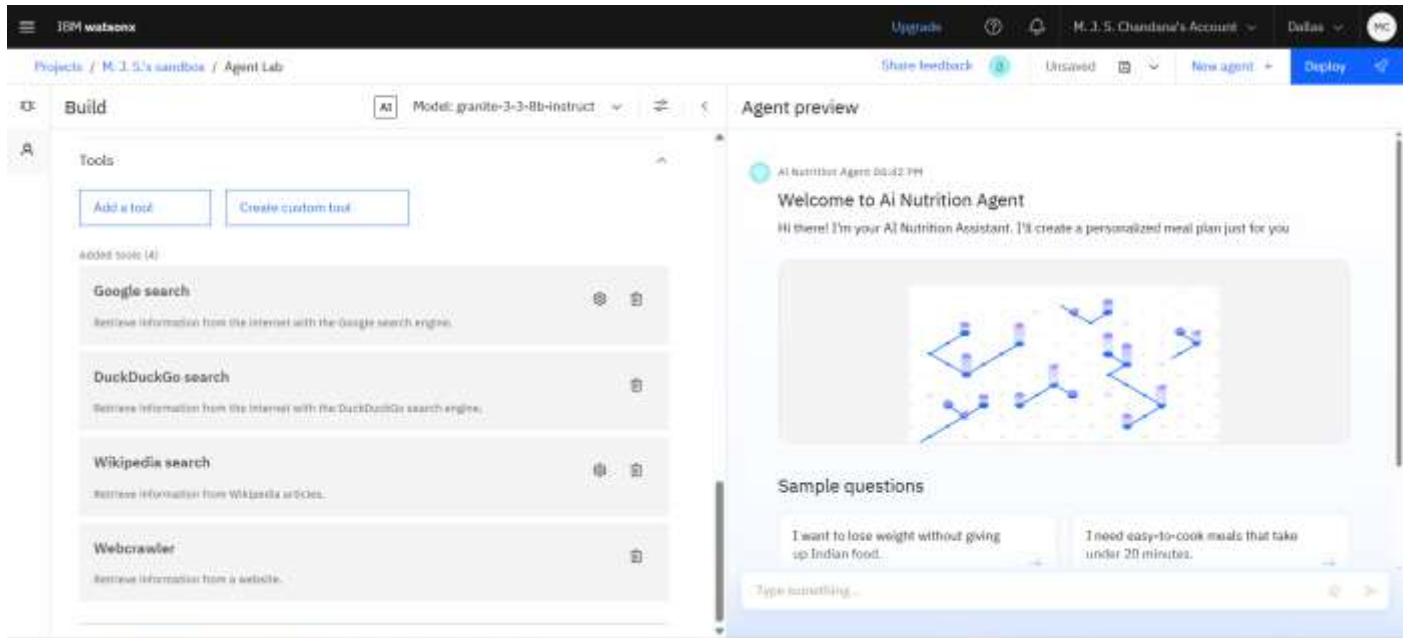 IBM watsonx
Upgrade
M. J. S. Chandana's Account
Dallas
MC
Projects / M. J. S.'s sandbox / Agent Lab
Share feedback
Unsaved
New agent +
Deploy
Build
AI
Model: granite-3-3-8b-instruct
Agent preview
Tools
Add a tool
Create custom tool
Added tools (4)
Google search
Retrieve information from the internet with the Google search engine.
DuckDuckGo search
Retrieve information from the internet with the DuckDuckGo search engine.
Wikipedia search
Retrieve information from Wikipedia articles.
Webcrawler
Retrieve information from a website.
AI Nutrition Agent
Welcome to Ai Nutrition Agent
Hi there! I'm your AI Nutrition Assistant. I'll create a personalized meal plan just for you
Sample questions
I want to lose weight without giving
up Indian food.
I need easy-to-cook meals that take
under 20 minutes.
Type something...